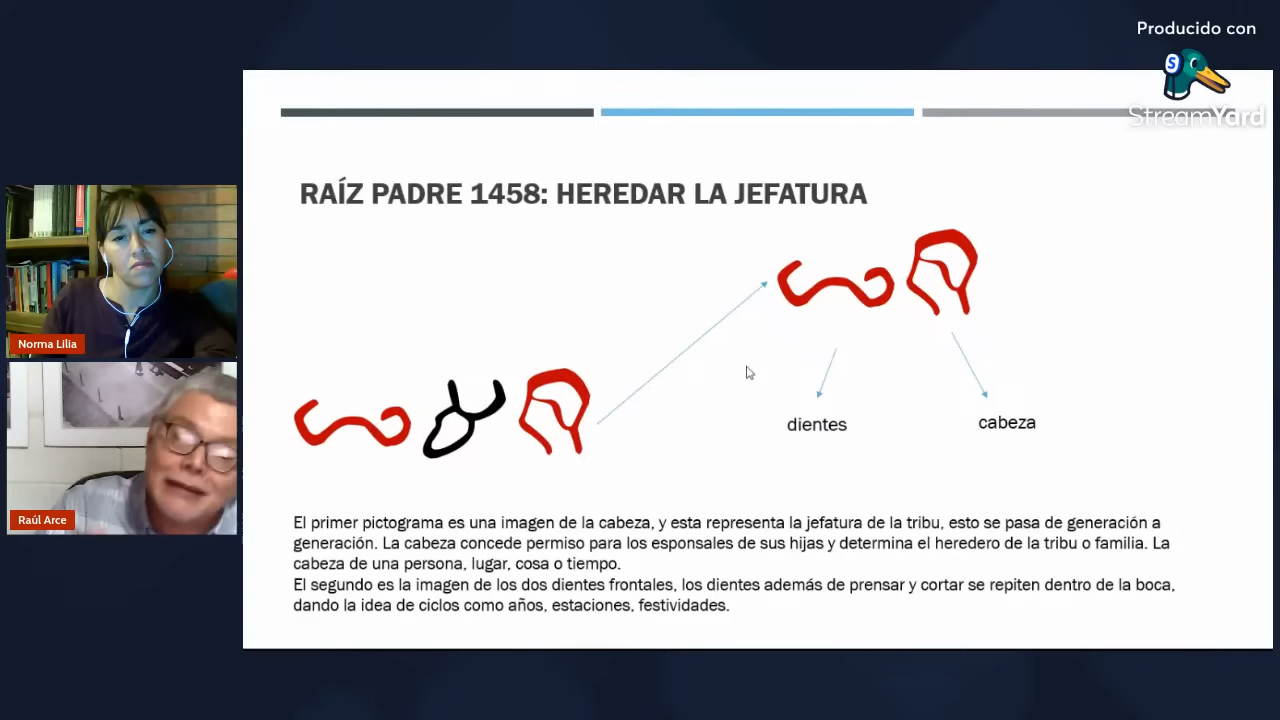 Producido con
StreamYard
RAÍZ PADRE 1458: HEREDAR LA JEFATURA
dientes
cabeza
El primer pictograma es una imagen de la cabeza, y esta representa la jefatura de la tribu, esto se pasa de generación a
generación. La cabeza concede permiso para los esponsales de sus hijas y determina el heredero de la tribu o familia. La
cabeza de una persona, lugar, cosa o tiempo.
El segundo es la imagen de los dos dientes frontales, los dientes además de prensar y cortar se repiten dentro de la boca,
dando la idea de ciclos como años, estaciones, festividades.
Norma Lilia
Raúl Arce